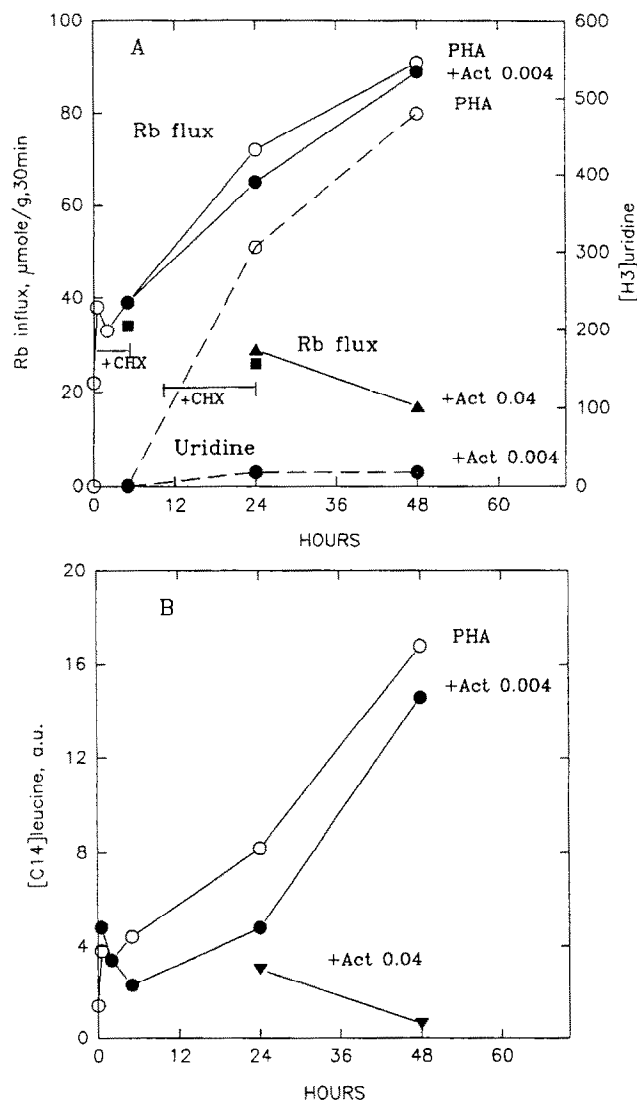 A
100
80
60
40
20
0
Rb influx, μmole/g,30min
600
500
400
300
200
100
0
[H3]uridine
PHA
+Act 0.004
PHA
Rb flux
Rb flux
+CHX
+CHX
+Act 0.04
Uridine
+Act 0.004
0 12 24 36 48 60
HOURS
B
20
16
12
8
4
0
[C14]leucine, a.u.
PHA
+Act 0.004
+Act 0.04
0 12 24 36 48 60
HOURS